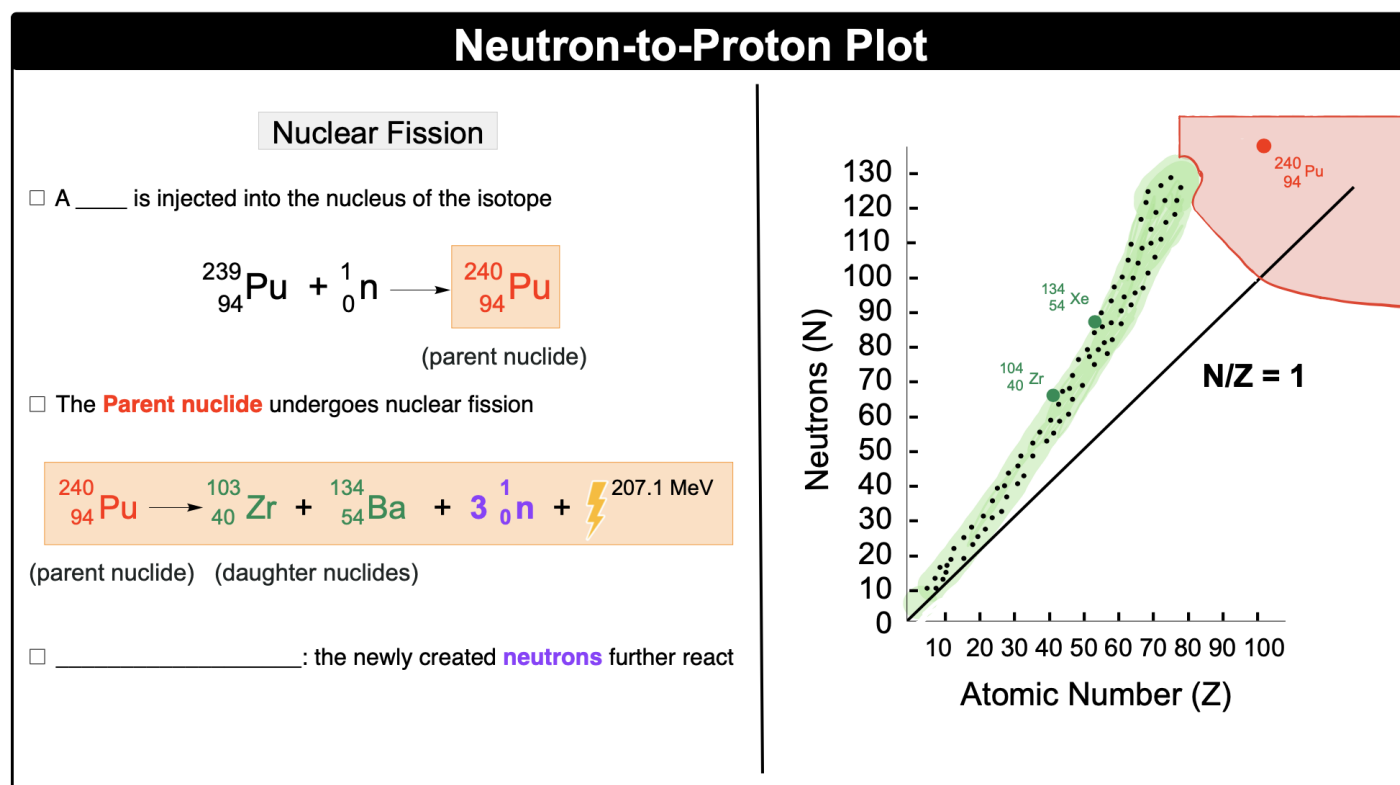 Neutron-to-Proton Plot
Nuclear Fission
☐ A ____ is injected into the nucleus of the isotope
239 94 Pu + 1 0 n ⟶ 240 94 Pu
(parent nuclide)
☐ The Parent nuclide undergoes nuclear fission
240 94 Pu ⟶ 103 40 Zr + 134 54 Ba + 3 1 0 n + 207.1 MeV
(parent nuclide) (daughter nuclides)
☐ ___________________: the newly created neutrons further react
Neutrons (N)
130
120
110
100
90
80
70
60
50
40
30
20
10
0
240 94 Pu
134 54 Xe
104 40 Zr
N/Z = 1
10 20 30 40 50 60 70 80 90 100
Atomic Number (Z)